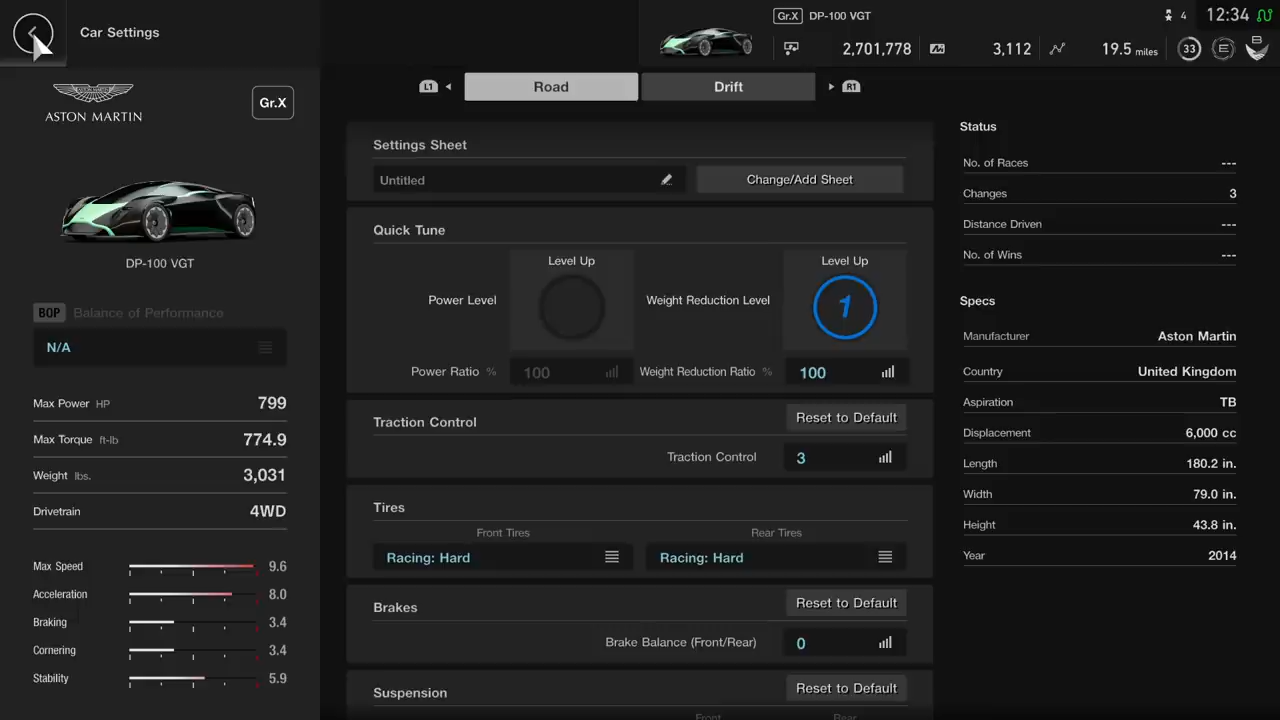 Car Settings
Gr.X DP-100 VGT
4 12:34
2,701,778 3,112 19.5 miles 33 E B
ASTON MARTIN
Gr.X
DP-100 VGT
BOP Balance of Performance
N/A
Max Power HP 799
Max Torque ft-lb 774.9
Weight lbs. 3,031
Drivetrain 4WD
Max Speed 9.6
Acceleration 8.0
Braking 3.4
Cornering 3.4
Stability 5.9
L1 Road Drift R1
Settings Sheet
Untitled Change/Add Sheet
Quick Tune
Level Up Level Up
Power Level Weight Reduction Level 1
Power Ratio % 100 Weight Reduction Ratio % 100
Traction Control Reset to Default
Traction Control 3
Tires
Front Tires Rear Tires
Racing: Hard Racing: Hard
Brakes Reset to Default
Brake Balance (Front/Rear) 0
Suspension Reset to Default
Front Rear
Status
No. of Races ---
Changes 3
Distance Driven ---
No. of Wins ---
Specs
Manufacturer Aston Martin
Country United Kingdom
Aspiration TB
Displacement 6,000 cc
Length 180.2 in.
Width 79.0 in.
Height 43.8 in.
Year 2014